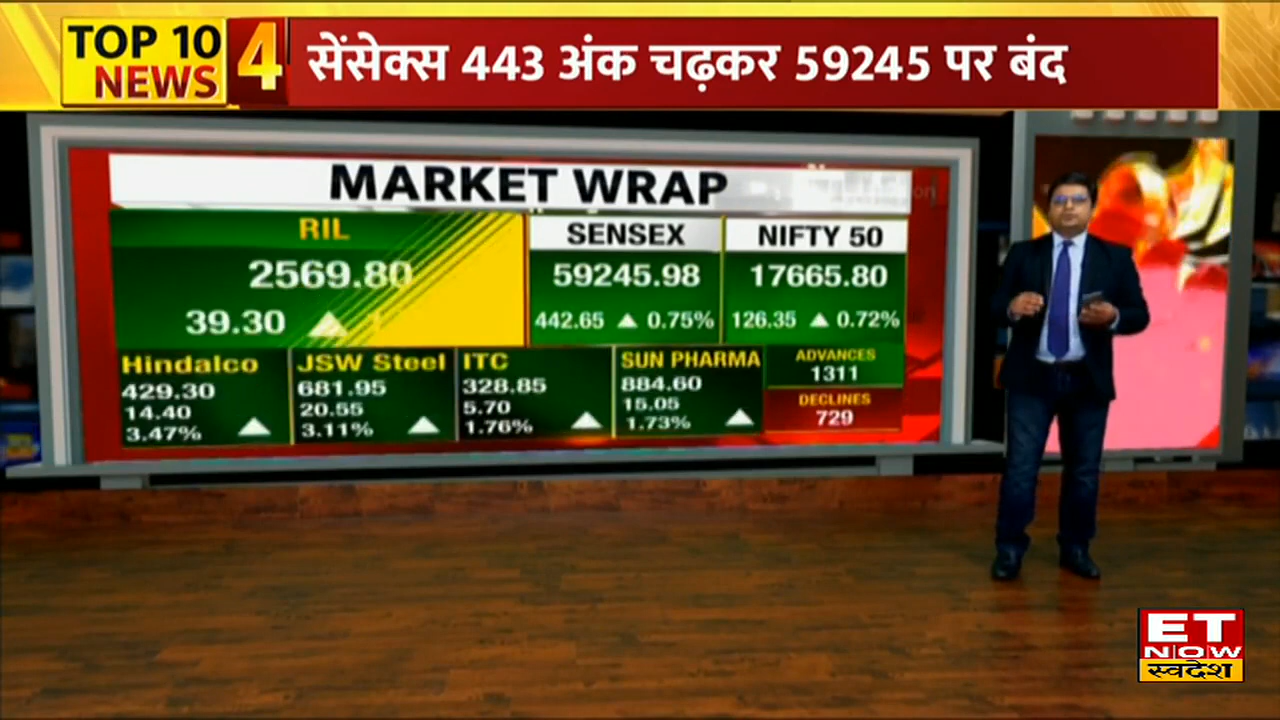 TOP 10
NEWS
4
सेंसेक्स 443 अंक चढ़कर 59245 पर बंद
MARKET WRAP
RIL
2569.80
39.30
SENSEX
59245.98
442.65 0.75%
NIFTY 50
17665.80
126.35 0.72%
Hindalco
429.30
14.40
3.47%
JSW Steel
681.95
20.55
3.11%
ITC
328.85
5.70
1.76%
SUN PHARMA
884.60
15.05
1.73%
ADVANCES
1311
DECLINES
729
ET
NOW
स्वदेश